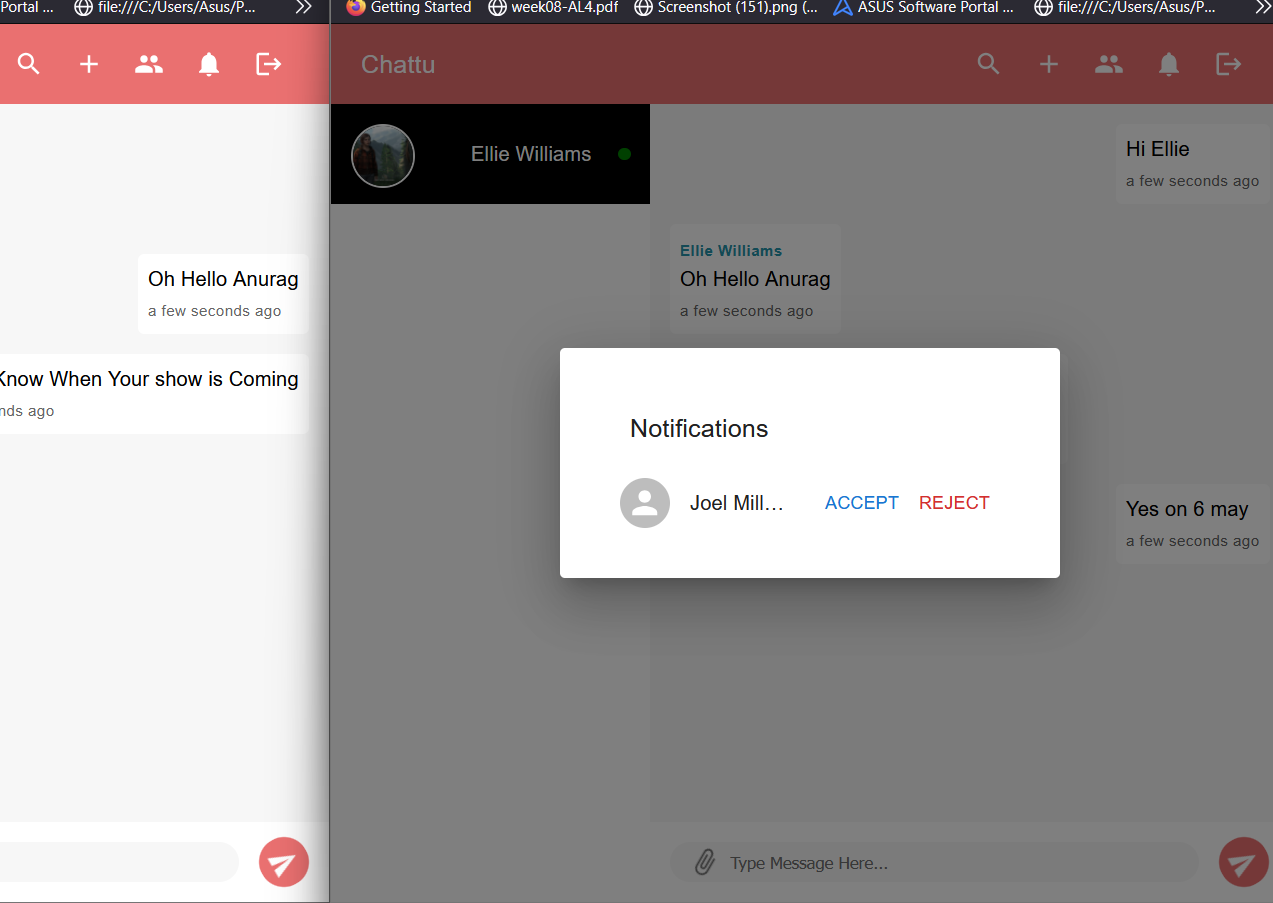 Portal ...
file:///C:/Users/Asus/P...
Getting Started
week08-AL4.pdf
Screenshot (151).png (...
ASUS Software Portal ...
file:///C:/Users/Asus/P...
Oh Hello Anurag
a few seconds ago
Know When Your show is Coming
nds ago
Chattu
Ellie Williams
Hi Ellie
a few seconds ago
Ellie Williams
Oh Hello Anurag
a few seconds ago
Notifications
Joel Mill...
ACCEPT
REJECT
Yes on 6 may
a few seconds ago
Type Message Here...